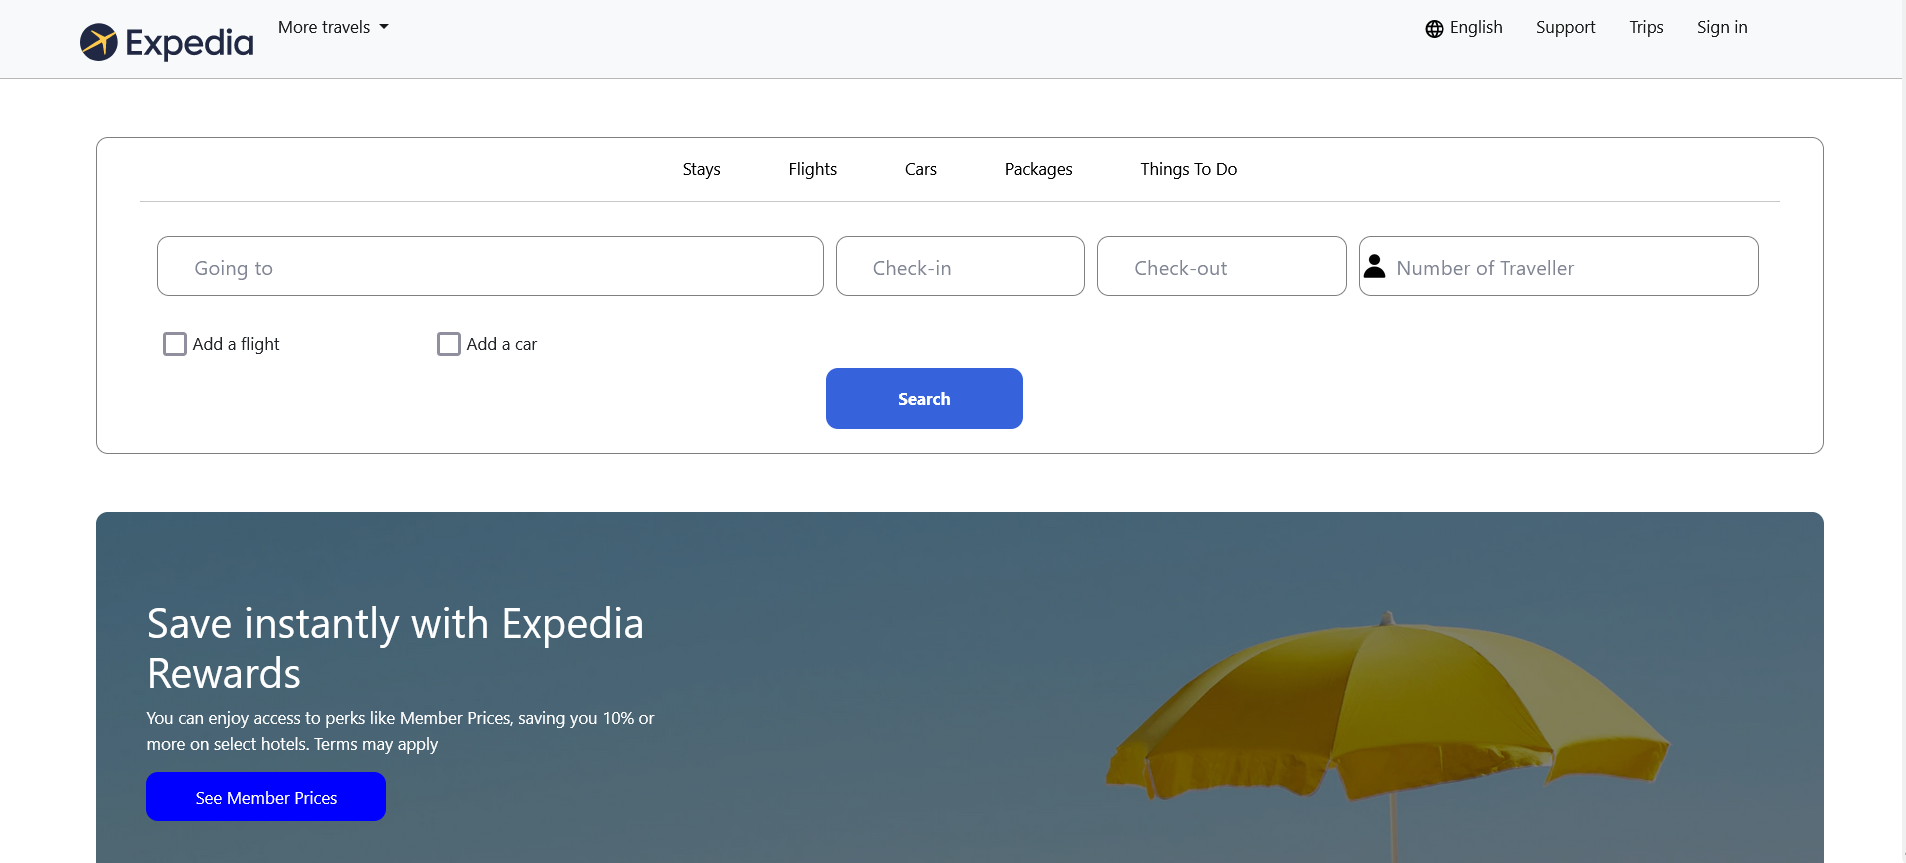 Expedia
More travels
English
Support
Trips
Sign in
Stays
Flights
Cars
Packages
Things To Do
Going to
Check-in
Check-out
Number of Traveller
Add a flight
Add a car
Search
Save instantly with Expedia
Rewards
You can enjoy access to perks like Member Prices, saving you 10% or
more on select hotels. Terms may apply
See Member Prices